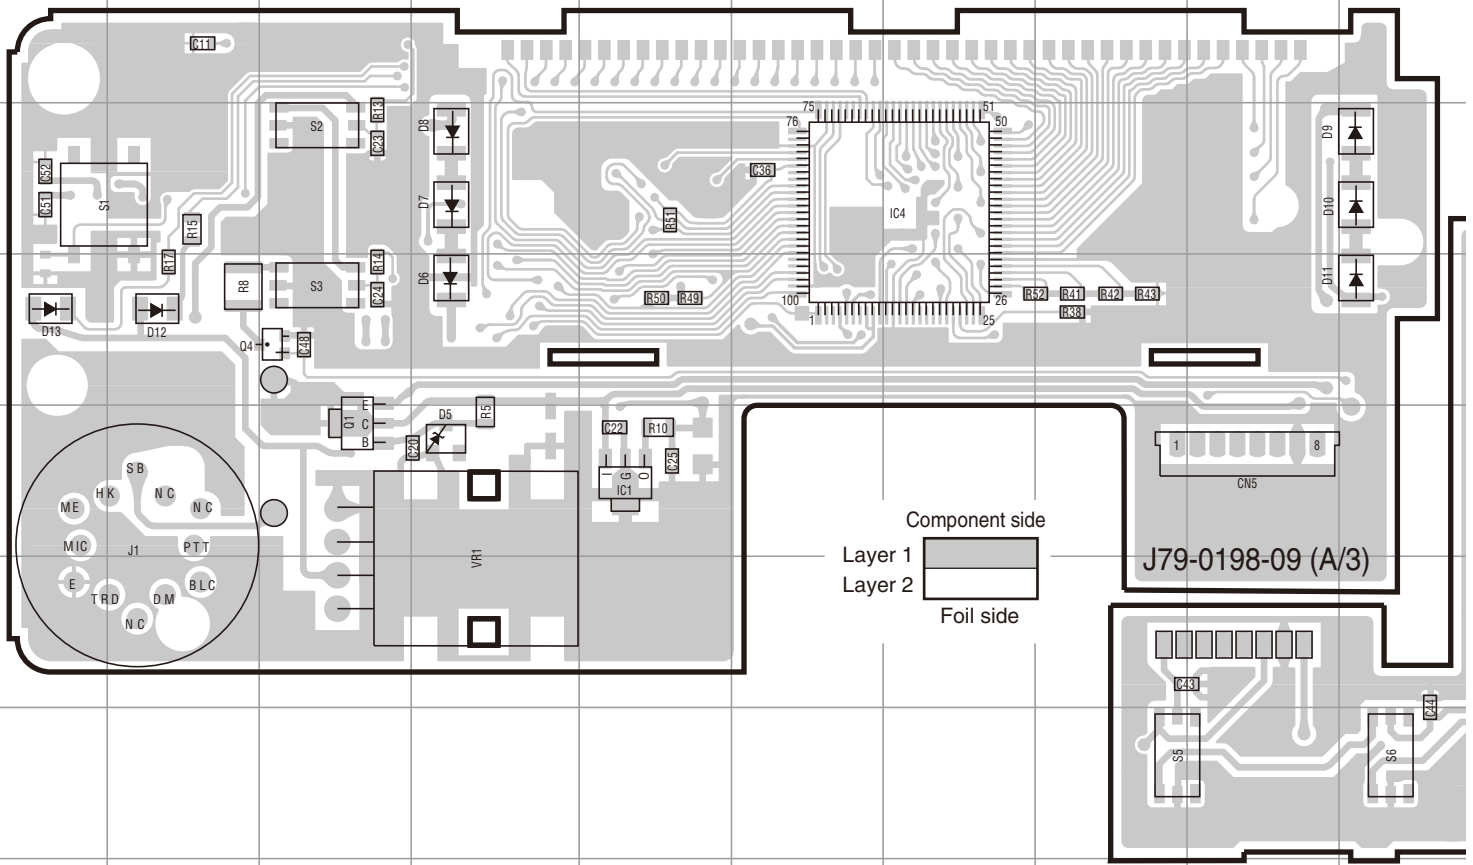 C11
75
51
76
50
S2
R13
C23
D8
D9
C52
C51
S1
C36
IC4
D7
D10
R15
R51
R17
R8
S3
R14
C24
D6
D11
R50
R49
100
26
1
25
R52
R41
R42
R43
R38
D13
D12
Q4
C48
Q1
E
C
B
D5
R5
C20
C22
R10
C25
I
G
O
IC1
1
8
CN5
SB
HK
NC
ME
NC
MIC
J1
PTT
E
BLC
TRD
DM
NC
VR1
Component side
Layer 1
Layer 2
Foil side
J79-0198-09 (A/3)
C43
C44
S5
S6